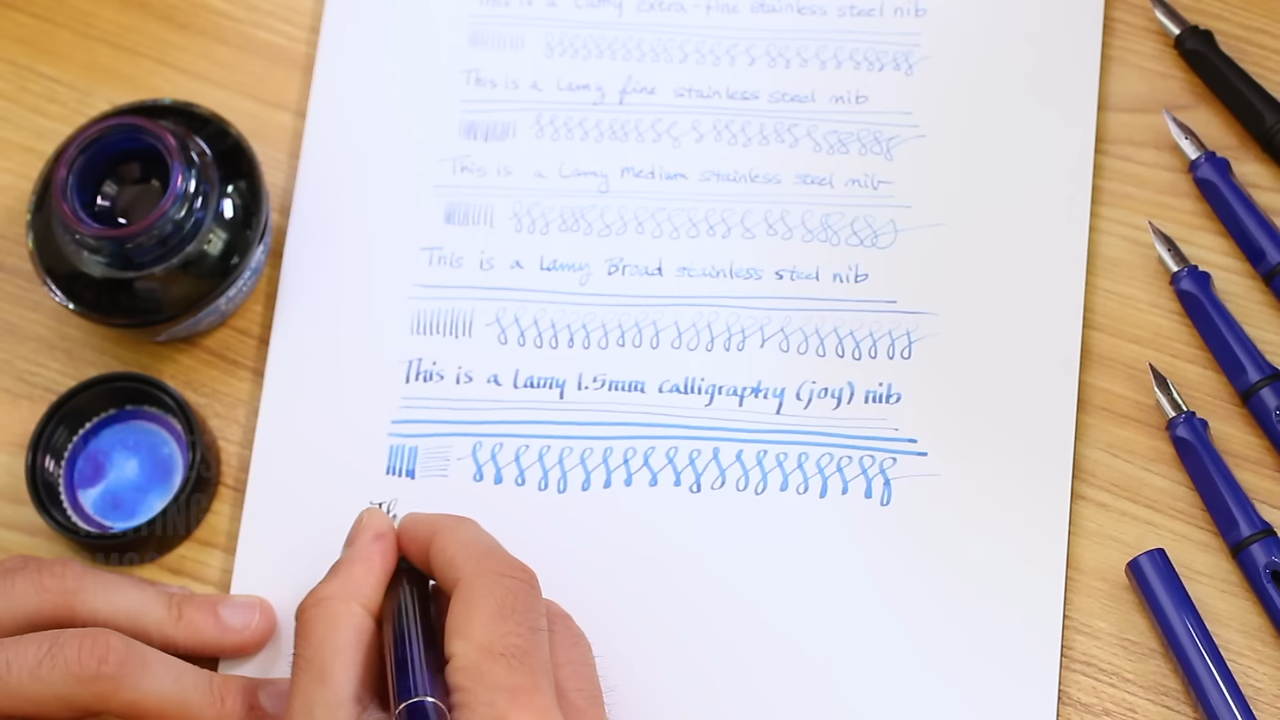 This is a Lamy extra-fine stainless steel nib
This is a Lamy fine stainless steel nib
This is a Lamy Medium stainless steel nib
This is a Lamy Broad stainless steel nib
This is a Lamy 1.5mm calligraphy (joy) nib
Th